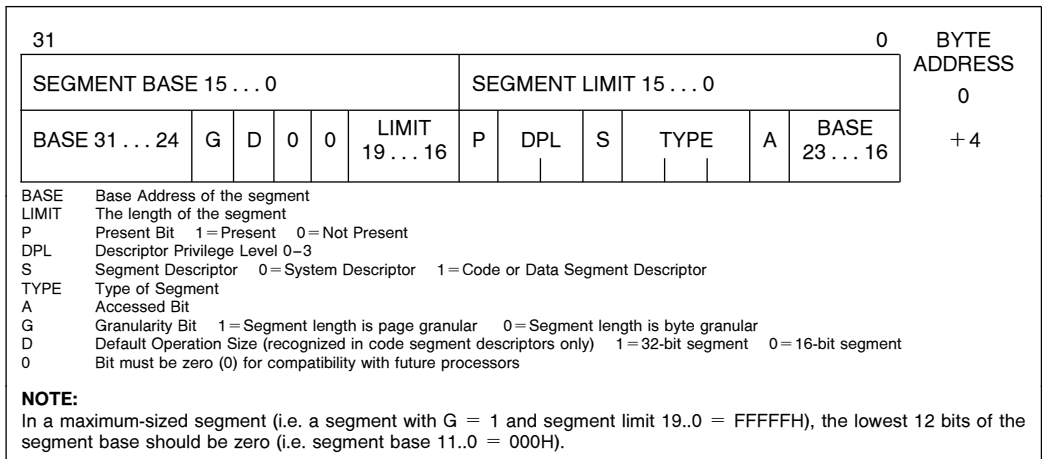 31 0 BYTE ADDRESS
SEGMENT BASE 15 . . . 0 SEGMENT LIMIT 15 . . . 0 0
BASE 31 . . . 24 G D 0 0 LIMIT 19 . . . 16 P DPL S TYPE A BASE 23 . . . 16 +4
BASE Base Address of the segment
LIMIT The length of the segment
P Present Bit 1=Present 0=Not Present
DPL Descriptor Privilege Level 0–3
S Segment Descriptor 0=System Descriptor 1=Code or Data Segment Descriptor
TYPE Type of Segment
A Accessed Bit
G Granularity Bit 1=Segment length is page granular 0=Segment length is byte granular
D Default Operation Size (recognized in code segment descriptors only) 1=32-bit segment 0=16-bit segment
0 Bit must be zero (0) for compatibility with future processors
NOTE:
In a maximum-sized segment (i.e. a segment with G = 1 and segment limit 19..0 = FFFFFH), the lowest 12 bits of the
segment base should be zero (i.e. segment base 11..0 = 000H).